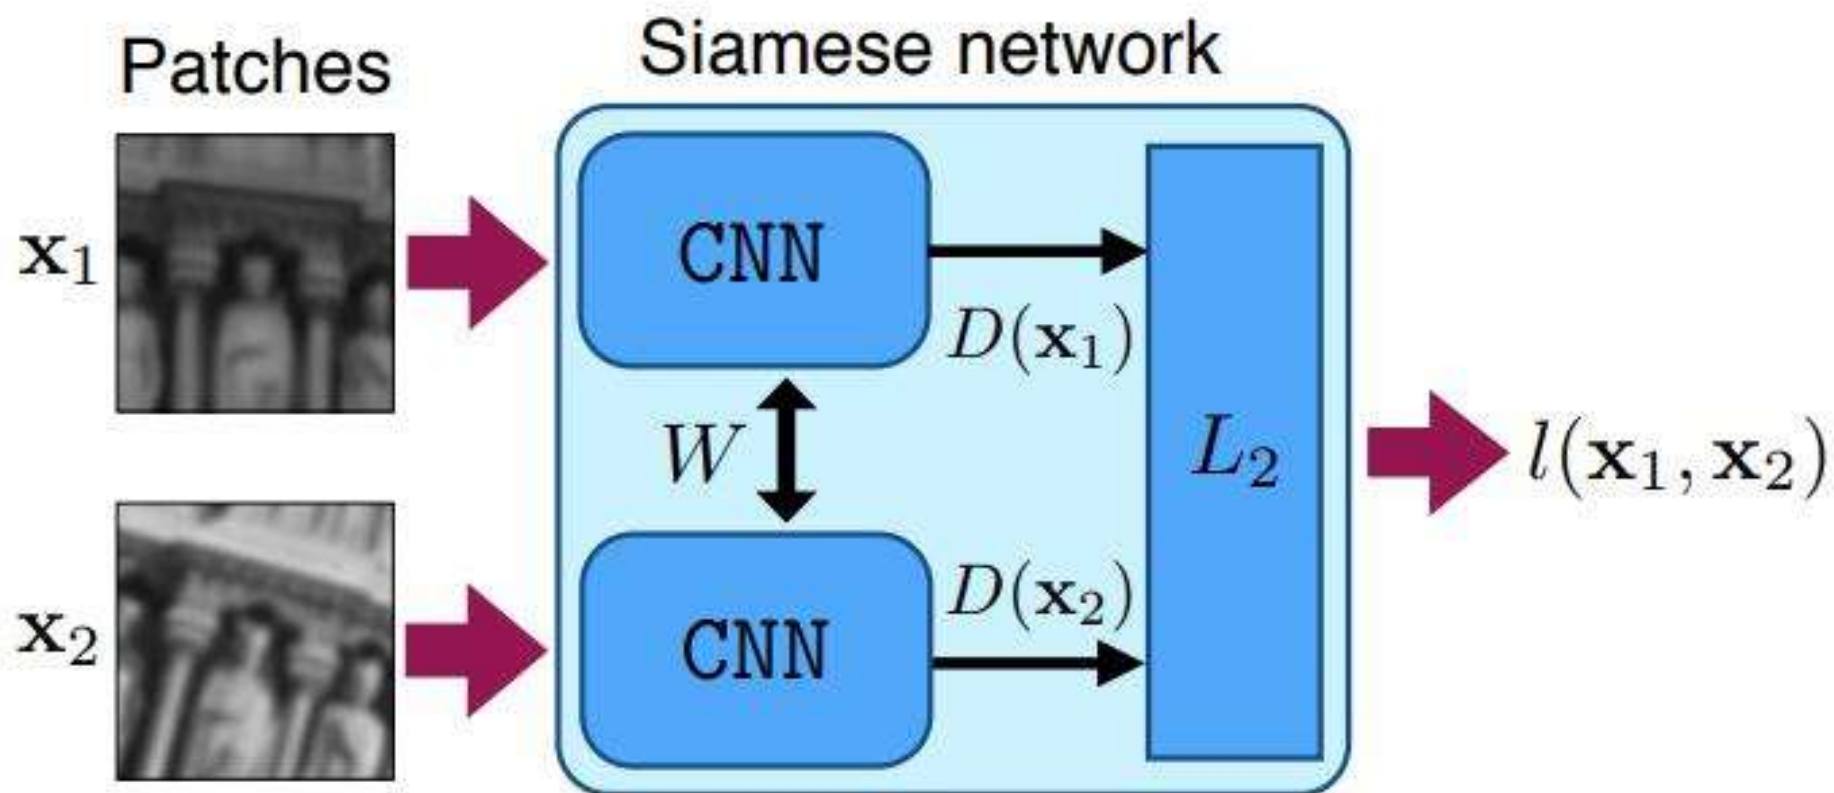 Patches
Siamese network
x₁
CNN
D(x₁)
W
L₂
l(x₁, x₂)
x₂
CNN
D(x₂)